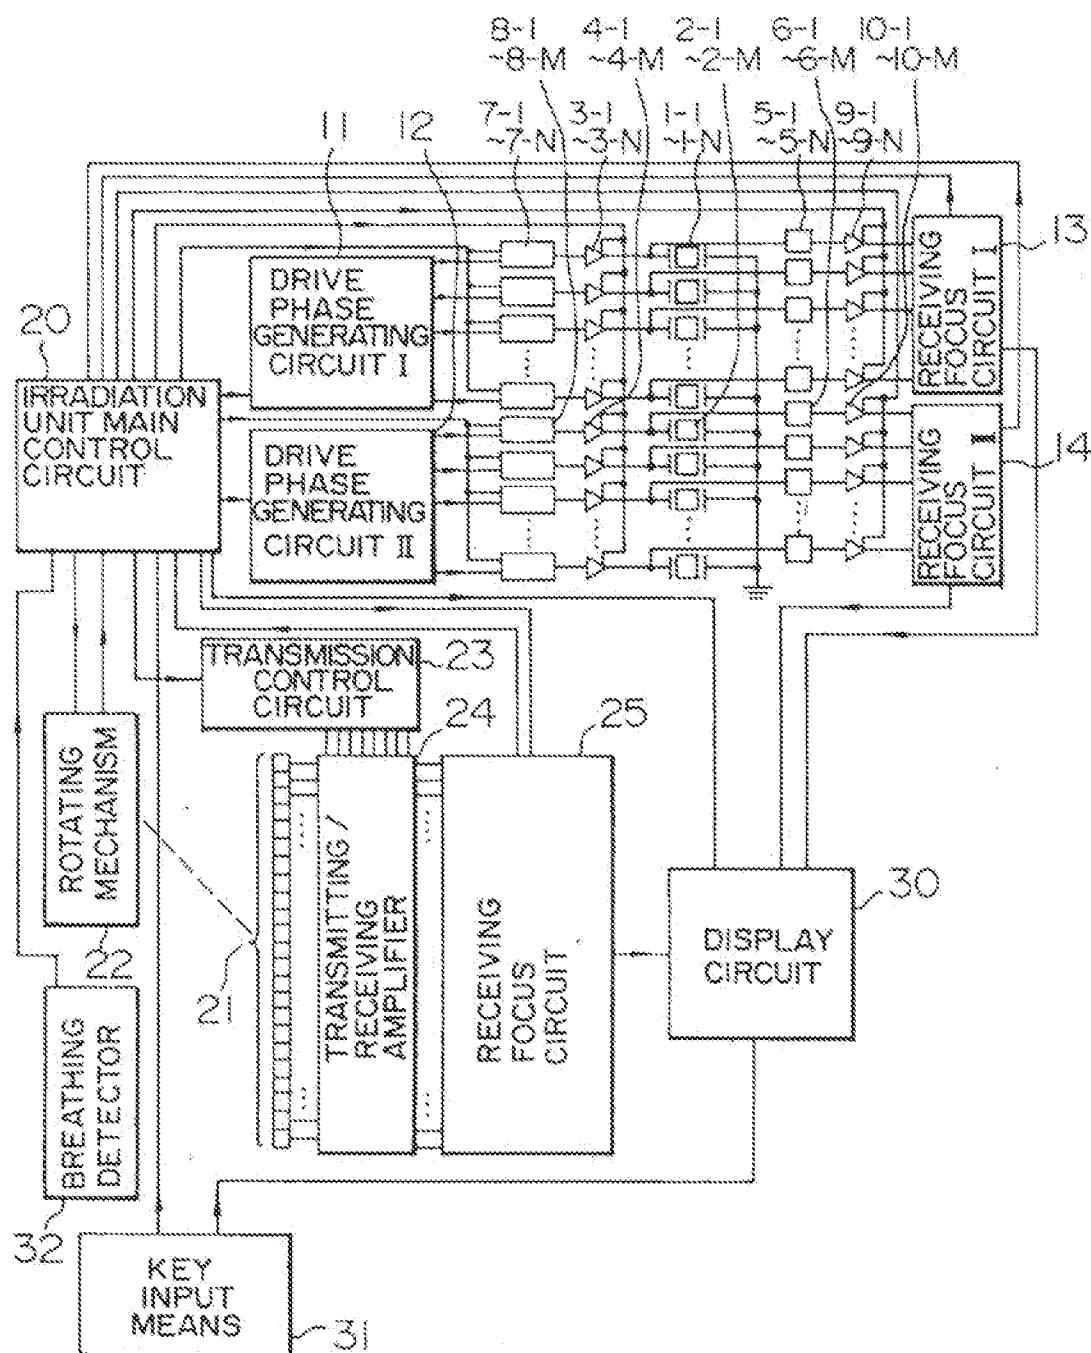 8-1 4-1 2-1 6-1 10-1
~8-M ~4-M ~2-M ~6-M ~10-M
7-1 3-1 1-1 5-1 9-1
~7-N ~3-N ~1-N ~5-N ~9-N
11 12
DRIVE
PHASE
GENERATING
CIRCUIT I
RECEIVING
FOCUS
CIRCUIT I
13
20
IRRADIATION
UNIT MAIN
CONTROL
CIRCUIT
DRIVE
PHASE
GENERATING
CIRCUIT II
RECEIVING
FOCUS
CIRCUIT II
14
TRANSMISSION
CONTROL
CIRCUIT
23
24
25
ROTATING
MECHANISM
22
21
TRANSMITTING/
RECEIVING
AMPLIFIER
RECEIVING
FOCUS
CIRCUIT
30
DISPLAY
CIRCUIT
BREATHING
DETECTOR
32
KEY
INPUT
MEANS
31